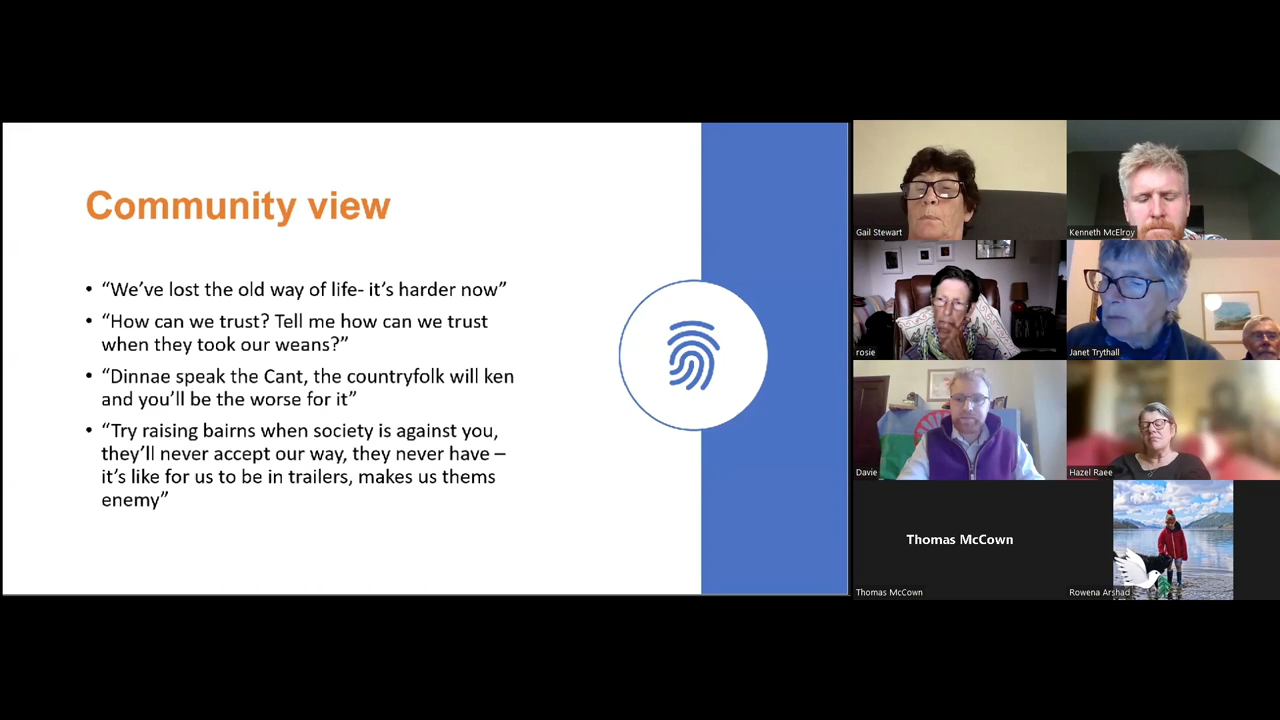 Community view
• “We’ve lost the old way of life- it’s harder now”
• “How can we trust? Tell me how can we trust
when they took our weans?”
• “Dinnae speak the Cant, the countryfolk will ken
and you’ll be the worse for it”
• “Try raising bairns when society is against you,
they’ll never accept our way, they never have –
it’s like for us to be in trailers, makes us thems
enemy”
Gail Stewart
Kenneth McElroy
rosie
Janet Trythall
Davie
Hazel Raee
Thomas McCown
Thomas McCown
Rowena Arshad